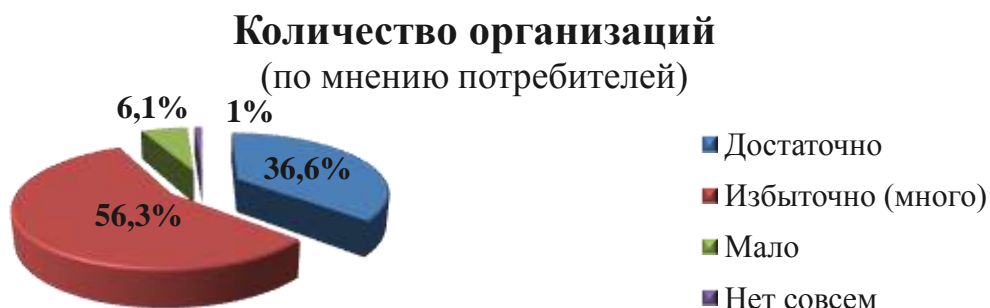 Количество организаций
(по мнению потребителей)
6,1%
1%
36,6%
56,3%
Достаточно
Избыточно (много)
Мало
Нет совсем